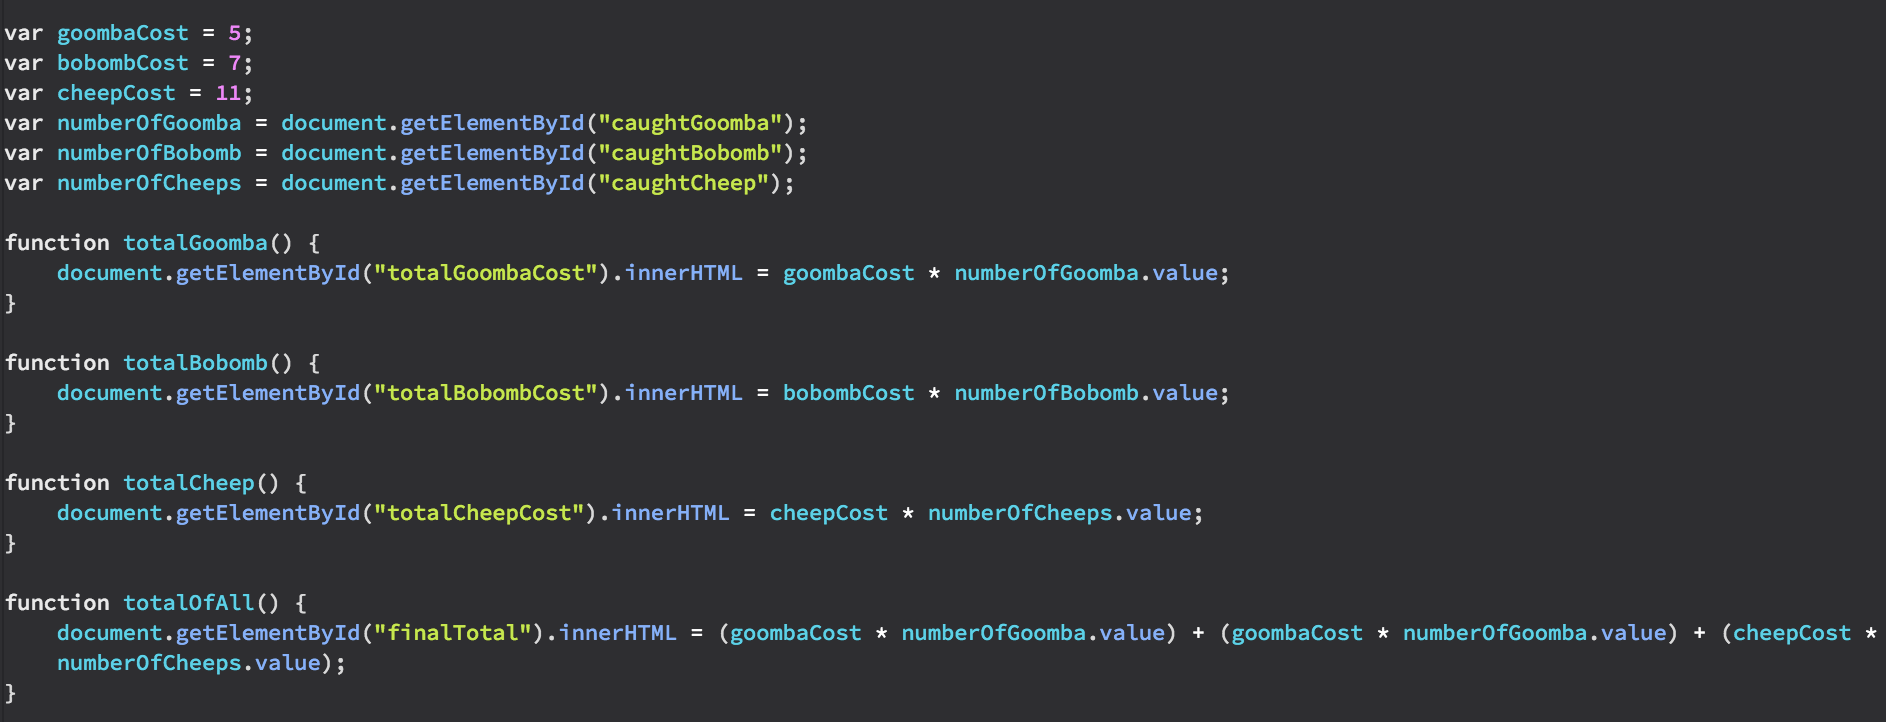 var goombaCost = 5;
var bobombCost = 7;
var cheepCost = 11;
var numberOfGoomba = document.getElementById("caughtGoomba");
var numberOfBobomb = document.getElementById("caughtBobomb");
var numberOfCheeps = document.getElementById("caughtCheep");

function totalGoomba() {
    document.getElementById("totalGoombaCost").innerHTML = goombaCost * numberOfGoomba.value;
}

function totalBobomb() {
    document.getElementById("totalBobombCost").innerHTML = bobombCost * numberOfBobomb.value;
}

function totalCheep() {
    document.getElementById("totalCheepCost").innerHTML = cheepCost * numberOfCheeps.value;
}

function totalOfAll() {
    document.getElementById("finalTotal").innerHTML = (goombaCost * numberOfGoomba.value) + (goombaCost * numberOfGoomba.value) + (cheepCost *
    numberOfCheeps.value);
}